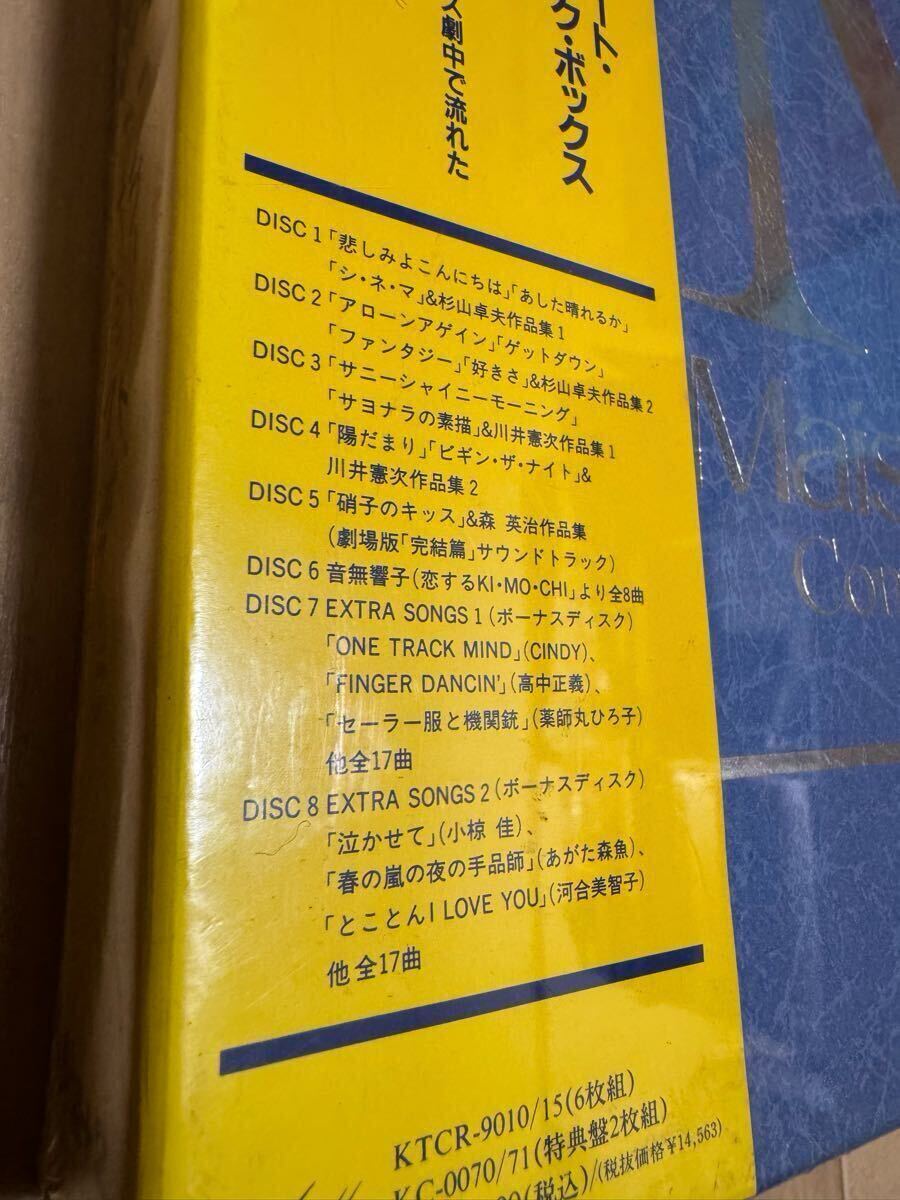 ート・
ク・ボックス
ス劇中で流れた
DISC 1「悲しみよこんにちは」「あした晴れるか」
「シ・ネ・マ」&杉山卓夫作品集1
DISC 2「アローンアゲイン」「ゲットダウン」
「ファンタジー」「好きさ」&杉山卓夫作品集2
DISC 3「サニーシャイニーモーニング」
「サヨナラの素描」&川井憲次作品集1
DISC 4「陽だまり」「ビギン・ザ・ナイト」&
川井憲次作品集2
DISC 5「硝子のキッス」&森 英治作品集
(劇場版「完結篇」サウンドトラック)
DISC 6 音無響子(恋するKI・MO・CHI」より全8曲
DISC 7 EXTRA SONGS 1(ボーナスディスク)
「ONE TRACK MIND」(CINDY)、
「FINGER DANCIN'」(高中正義)、
「セーラー服と機関銃」(薬師丸ひろ子)
他全17曲
DISC 8 EXTRA SONGS 2(ボーナスディスク)
「泣かせて」(小椋 佳)、
「春の嵐の夜の手品師」(あがた森魚)、
「とことんI LOVE YOU」(河合美智子)
他 全17曲
KTCR-9010/15(6枚組)
KC-0070/71(特典盤2枚組)
00(税込)/(税抜価格¥14,563)
Mais
Com